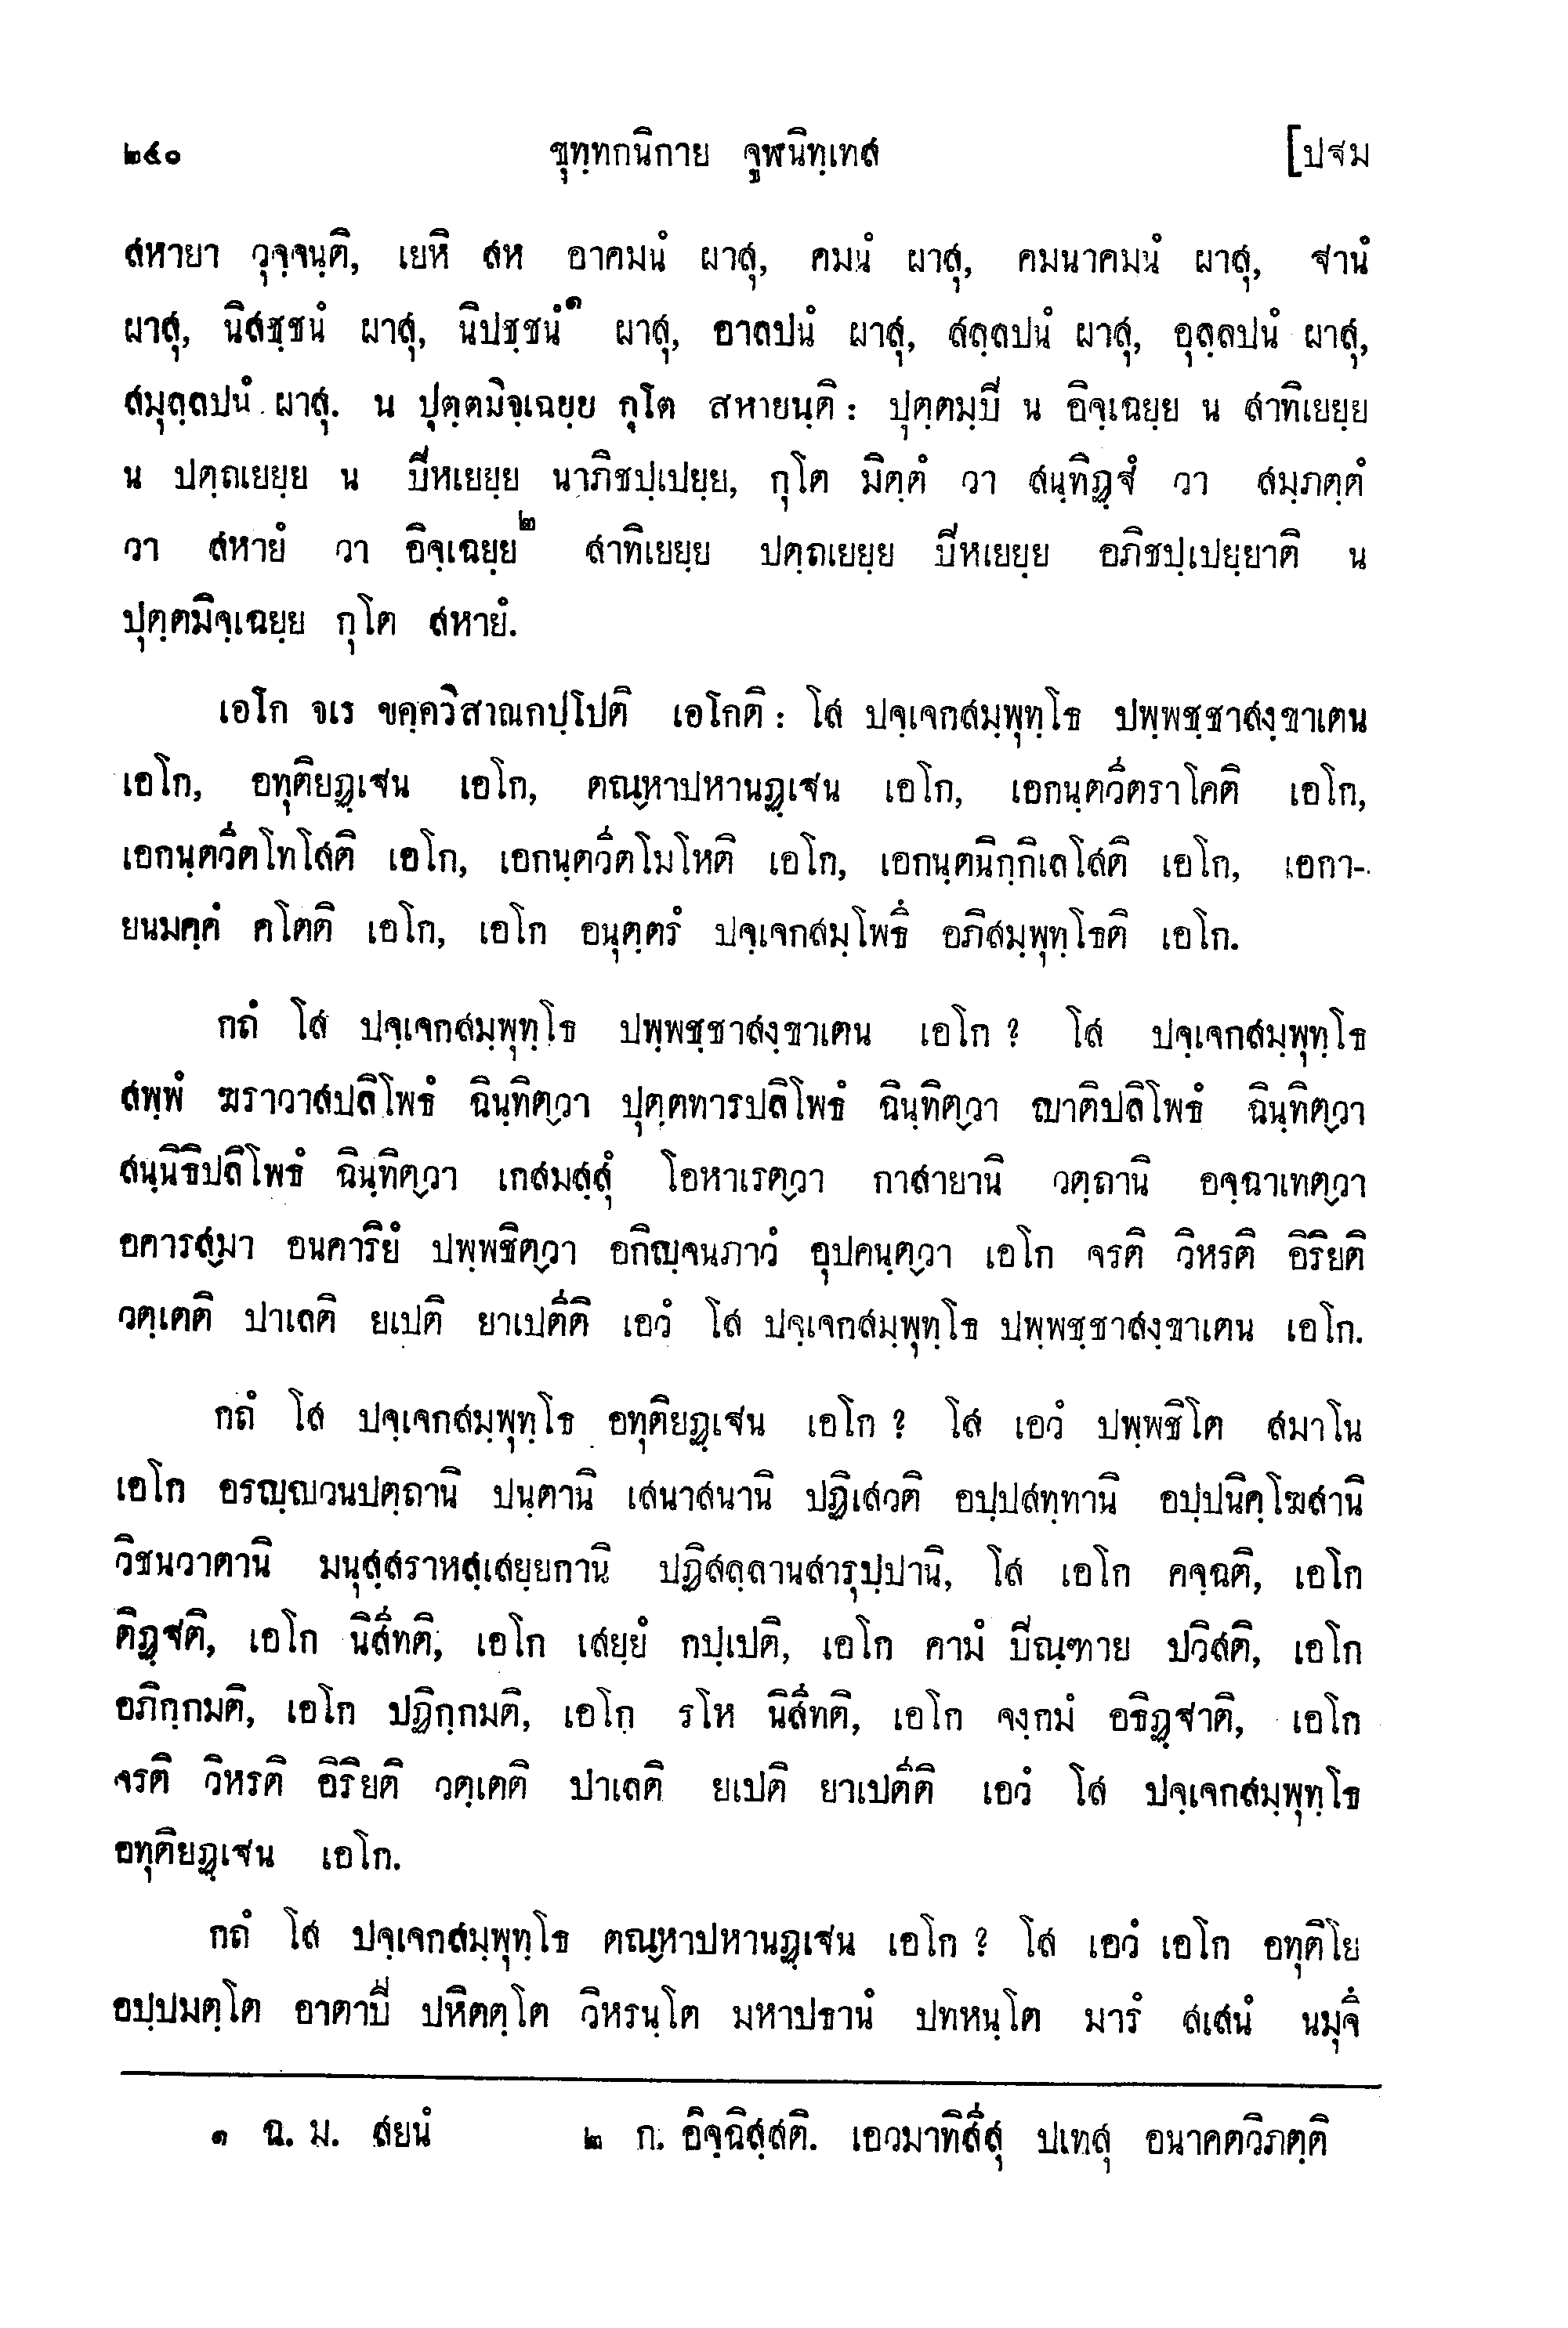 ๒๔๐ ขุทฺทกนิกาย จูฬนิทฺเทส [ปฐม
สหายา วุจฺจนฺติ, เยหิ สห อาคมนํ ผาสุ, คมนํ ผาสุ, คมนาคมนํ ผาสุ, ฐานํ
ผาสุ, นิสชฺชนํ ผาสุ, นิปชฺชนํ๑ ผาสุ, อาลปนํ ผาสุ, สลฺลปนํ ผาสุ, อุลฺลปนํ ผาสุ,
สมุลฺลปนํ ผาสุ. น ปุตฺตมิจฺเฉยฺย กุโต สหายนฺติ : ปุตฺตมฺปิ น อิจฺเฉยฺย น สาทิเยยฺย
น ปตฺถเยยฺย น ปิหเยยฺย นาภิชปฺเปยฺย, กุโต มิตฺตํ วา สนฺทิฏฺฐํ วา สมฺภตฺตํ
วา สหายํ วา อิจฺเฉยฺย๒ สาทิเยยฺย ปตฺถเยยฺย ปิหเยยฺย อภิชปฺเปยฺยาติ น
ปุตฺตมิจฺเฉยฺย กุโต สหายํ.
เอโก จเร ขคฺควิสาณกปฺโปติ เอโกติ : โส ปจฺเจกสมฺพุทฺโธ ปพฺพชฺชาสงฺขาเตน
เอโก, อทุติยฏฺเฐน เอโก, ตณฺหาปหานฏฺเฐน เอโก, เอกนฺตวีตราโคติ เอโก,
เอกนฺตวีตโทโสติ เอโก, เอกนฺตวีตโมโหติ เอโก, เอกนฺตนิกฺกิเลโสติ เอโก, เอกา-
ยนมคฺคํ คโตติ เอโก, เอโก อนุตฺตรํ ปจฺเจกสมฺโพธึ อภิสมฺพุทฺโธติ เอโก.
กถํ โส ปจฺเจกสมฺพุทฺโธ ปพฺพชฺชาสงฺขาเตน เอโก ? โส ปจฺเจกสมฺพุทฺโธ
สพฺพํ ฆราวาสปลิโพธํ ฉินฺทิตฺวา ปุตฺตทารปลิโพธํ ฉินฺทิตฺวา ญาติปลิโพธํ ฉินฺทิตฺวา
สนฺนิธิปลิโพธํ ฉินฺทิตฺวา เกสมสฺสุํ โอหาเรตฺวา กาสายานิ วตฺถานิ อจฺฉาเทตฺวา
อคารสฺมา อนคาริยํ ปพฺพชิตฺวา อกิญฺจนภาวํ อุปคนฺตฺวา เอโก จรติ วิหรติ อิริยติ
วตฺเตติ ปาเลติ ยเปติ ยาเปตีติ เอวํ โส ปจฺเจกสมฺพุทฺโธ ปพฺพชฺชาสงฺขาเตน เอโก.
กถํ โส ปจฺเจกสมฺพุทฺโธ อทุติยฏฺเฐน เอโก ? โส เอวํ ปพฺพชิโต สมาโน
เอโก อรญฺญวนปตฺถานิ ปนฺตานิ เสนาสนานิ ปฏิเสวติ อปฺปสทฺทานิ อปฺปนิคฺโฆสานิ
วิชนวาตานิ มนุสฺสราหสฺเสยฺยกานิ ปฏิสลฺลานสารุปฺปานิ, โส เอโก คจฺฉติ, เอโก
ติฏฺฐติ, เอโก นิสีทติ, เอโก เสยฺยํ กปฺเปติ, เอโก คามํ ปิณฺฑาย ปวิสติ, เอโก
อภิกฺกมติ, เอโก ปฏิกฺกมติ, เอโก รโห นิสีทติ, เอโก จงฺกมํ อธิฏฺฐาติ, เอโก
จรติ วิหรติ อิริยติ วตฺเตติ ปาเลติ ยเปติ ยาเปตีติ เอวํ โส ปจฺเจกสมฺพุทฺโธ
อทุติยฏฺเฐน เอโก.
กถํ โส ปจฺเจกสมฺพุทฺโธ ตณฺหาปหานฏฺเฐน เอโก ? โส เอวํ เอโก อทุติโย
อปฺปมตฺโต อาตาปี ปหิตตฺโต วิหรนฺโต มหาปธานํ ปทหนฺโต มารํ สเสนํ นมุจึ
๑ ฉ. ม. สยนํ ๒ ก. อิจฺฉิสฺสติ. เอวมาทีสีสุ ปเทสุ อนาคตวิภตฺติ